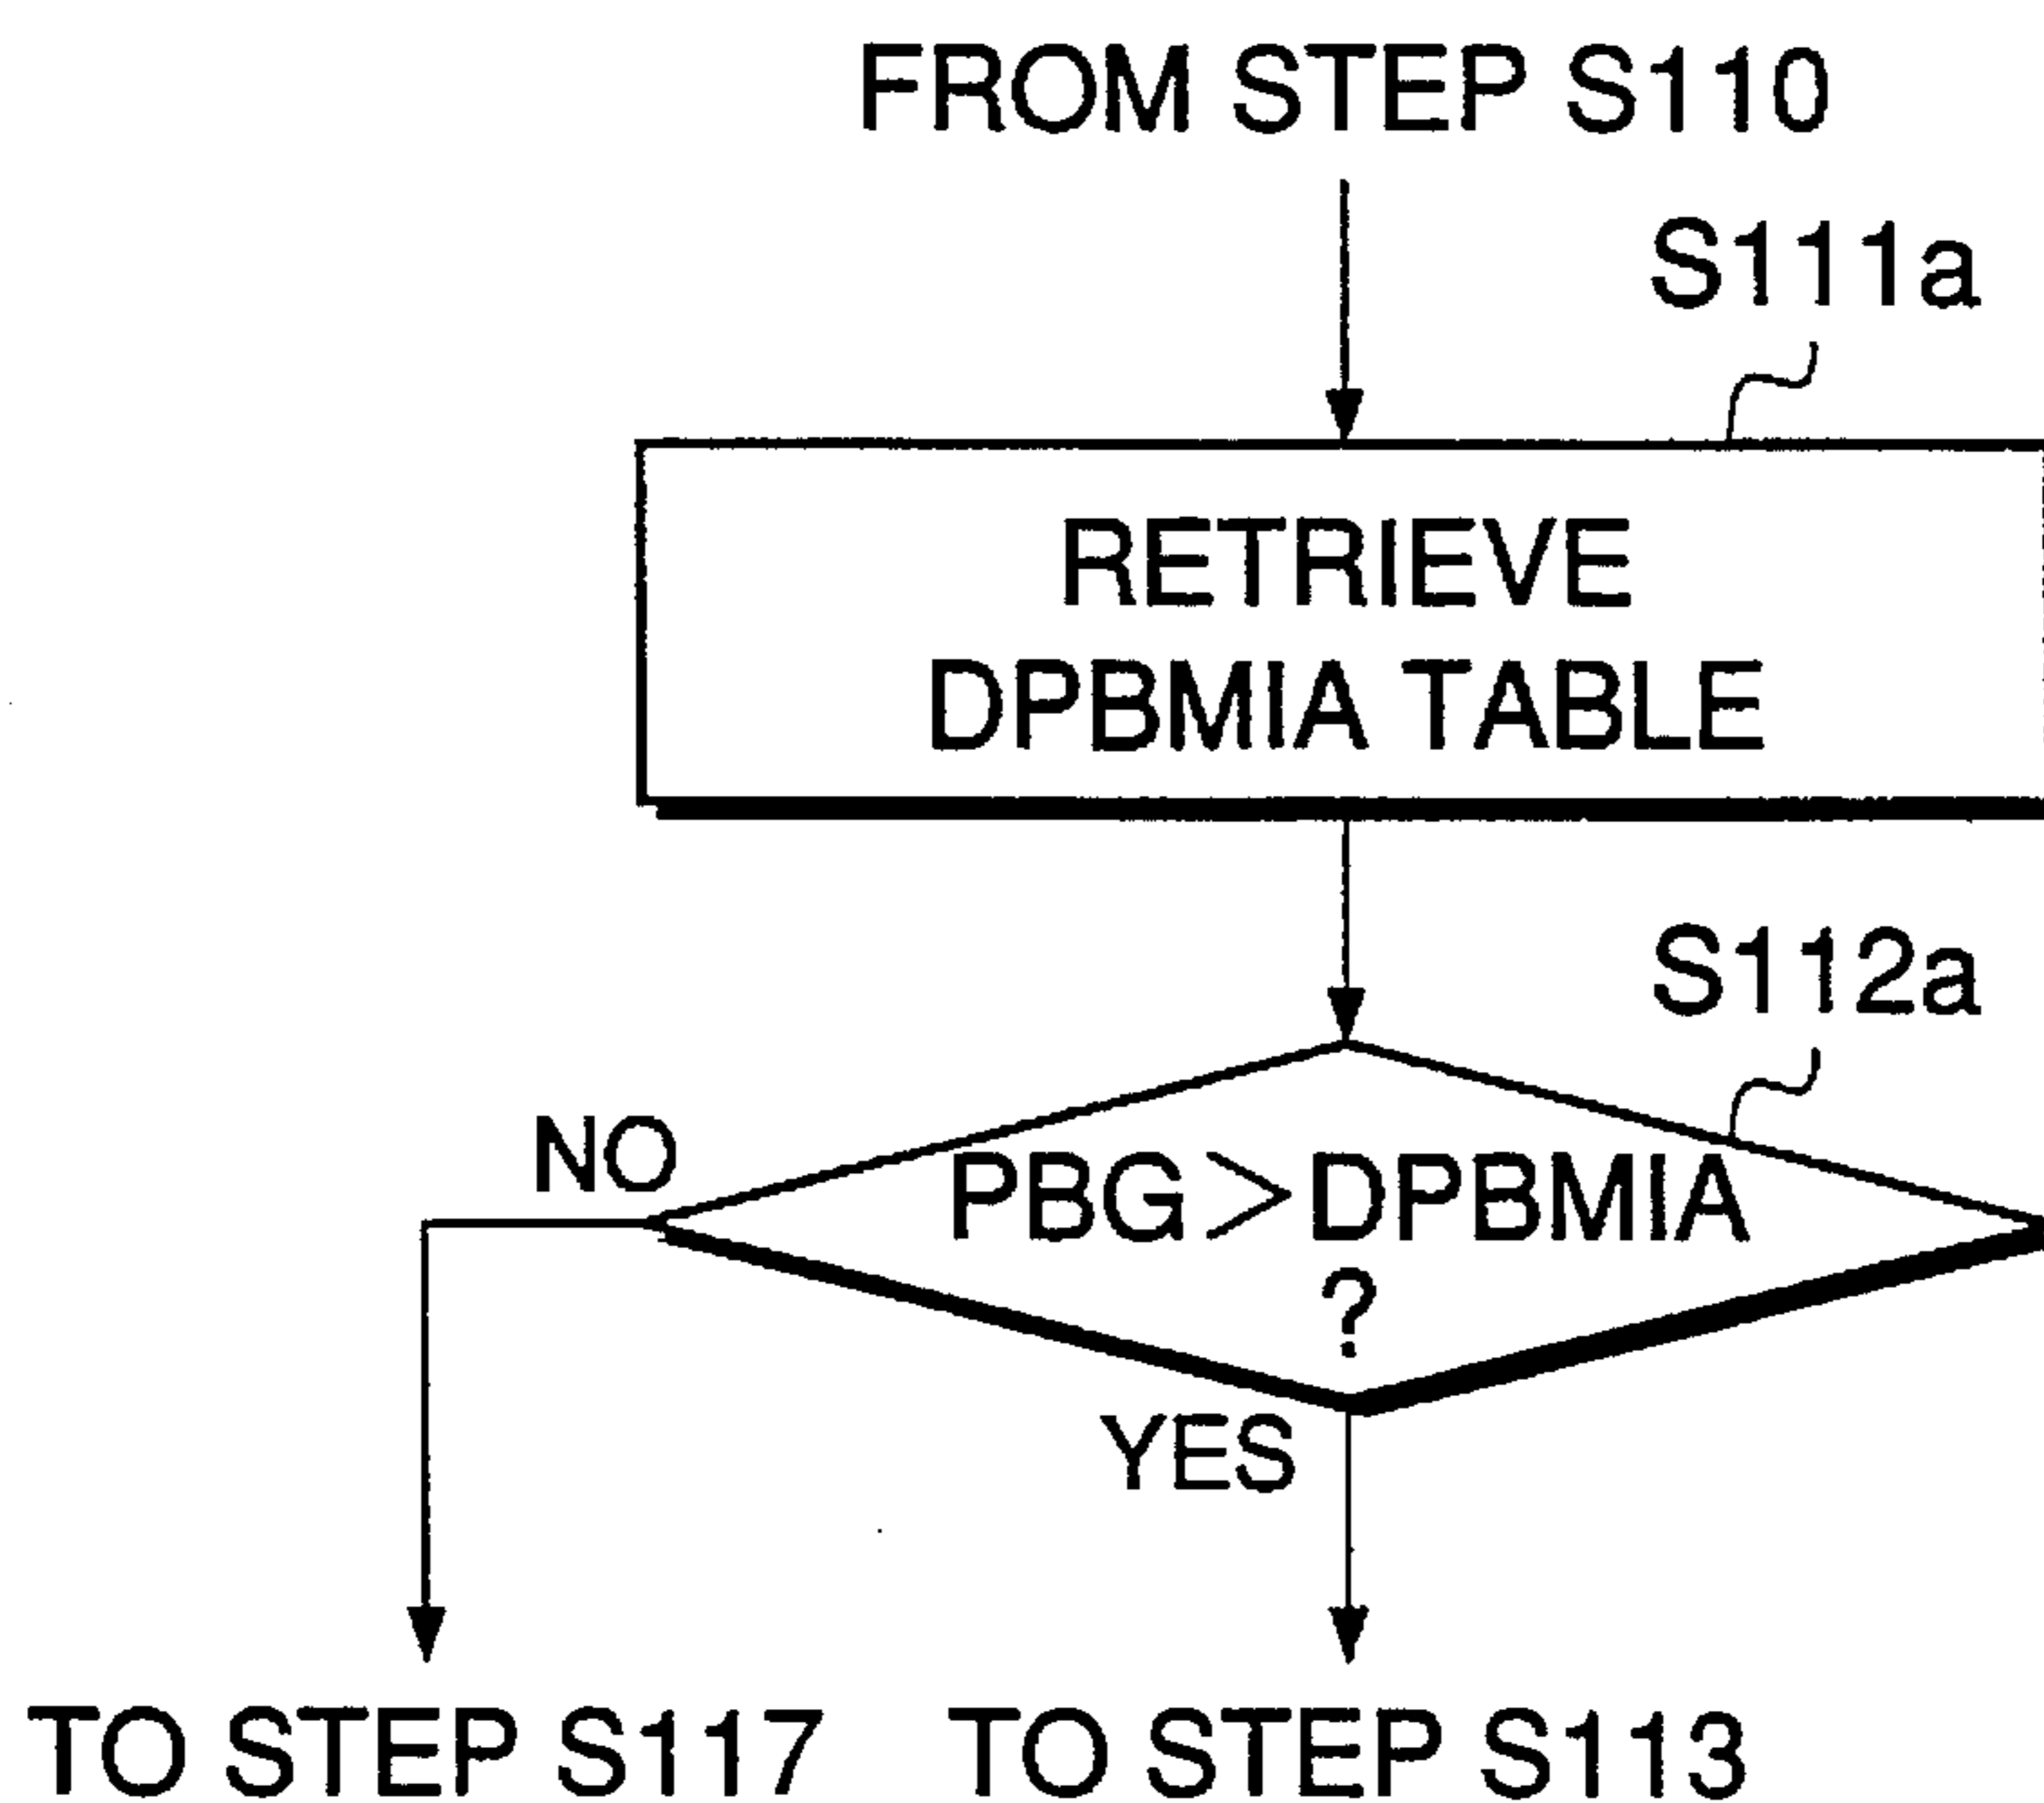 FROM STEP S110
S111a
RETRIEVE
DPBMIA TABLE
S112a
NO
PBG>DPBMIA
?
YES
TO STEP S117
TO STEP S113